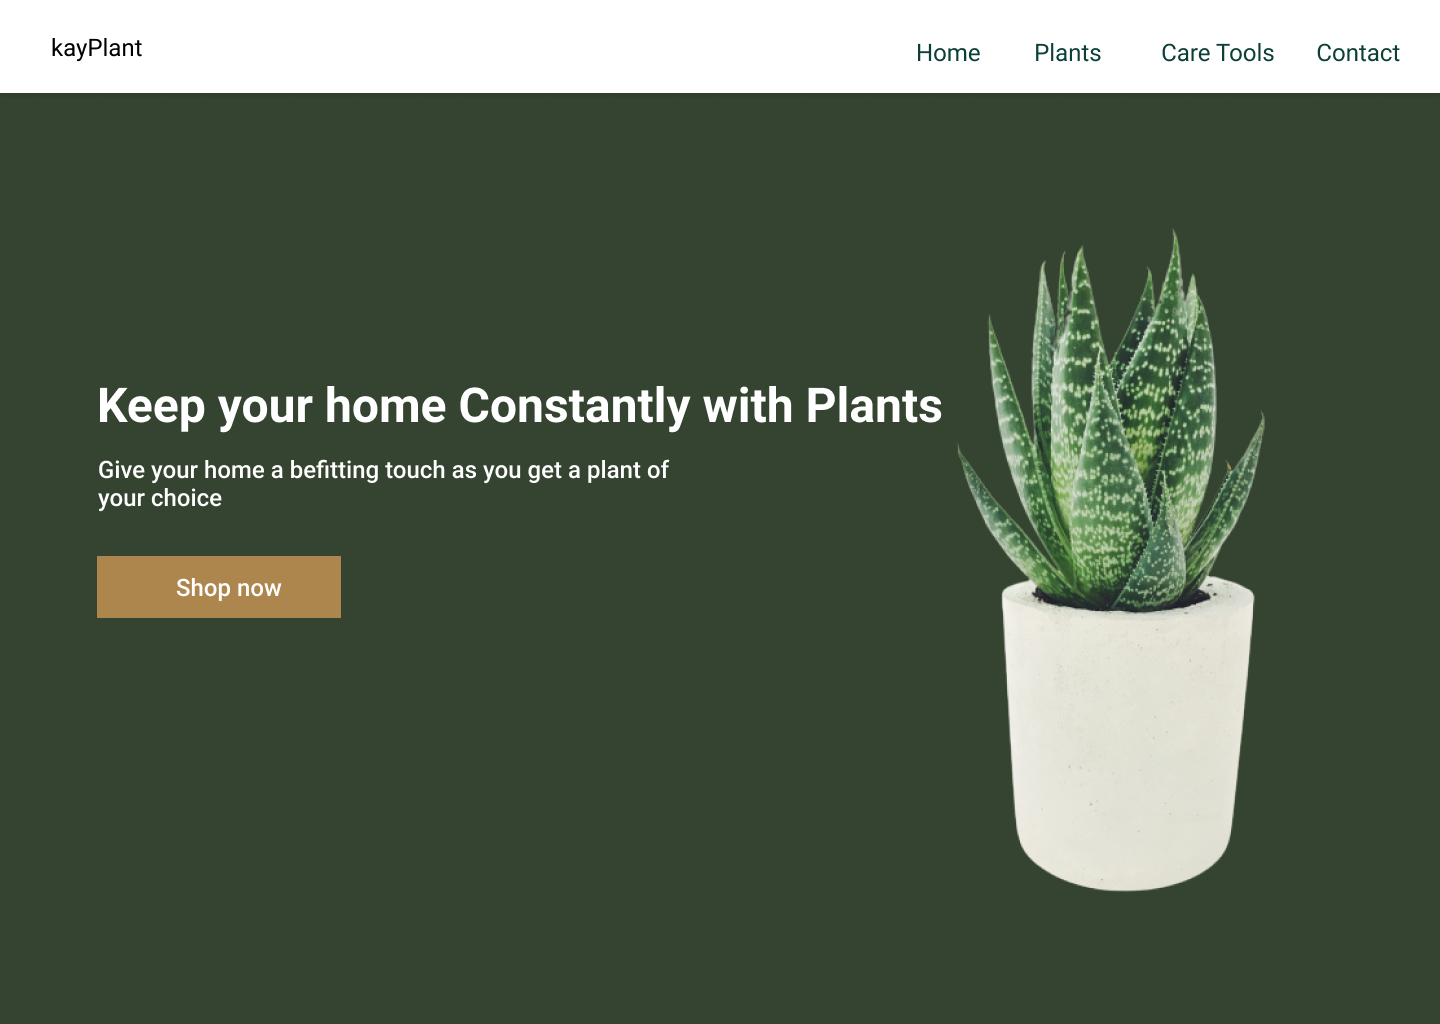 kayPlant
Home Plants Care Tools Contact
Keep your home Constantly with Plants
Give your home a befitting touch as you get a plant of
your choice
Shop now